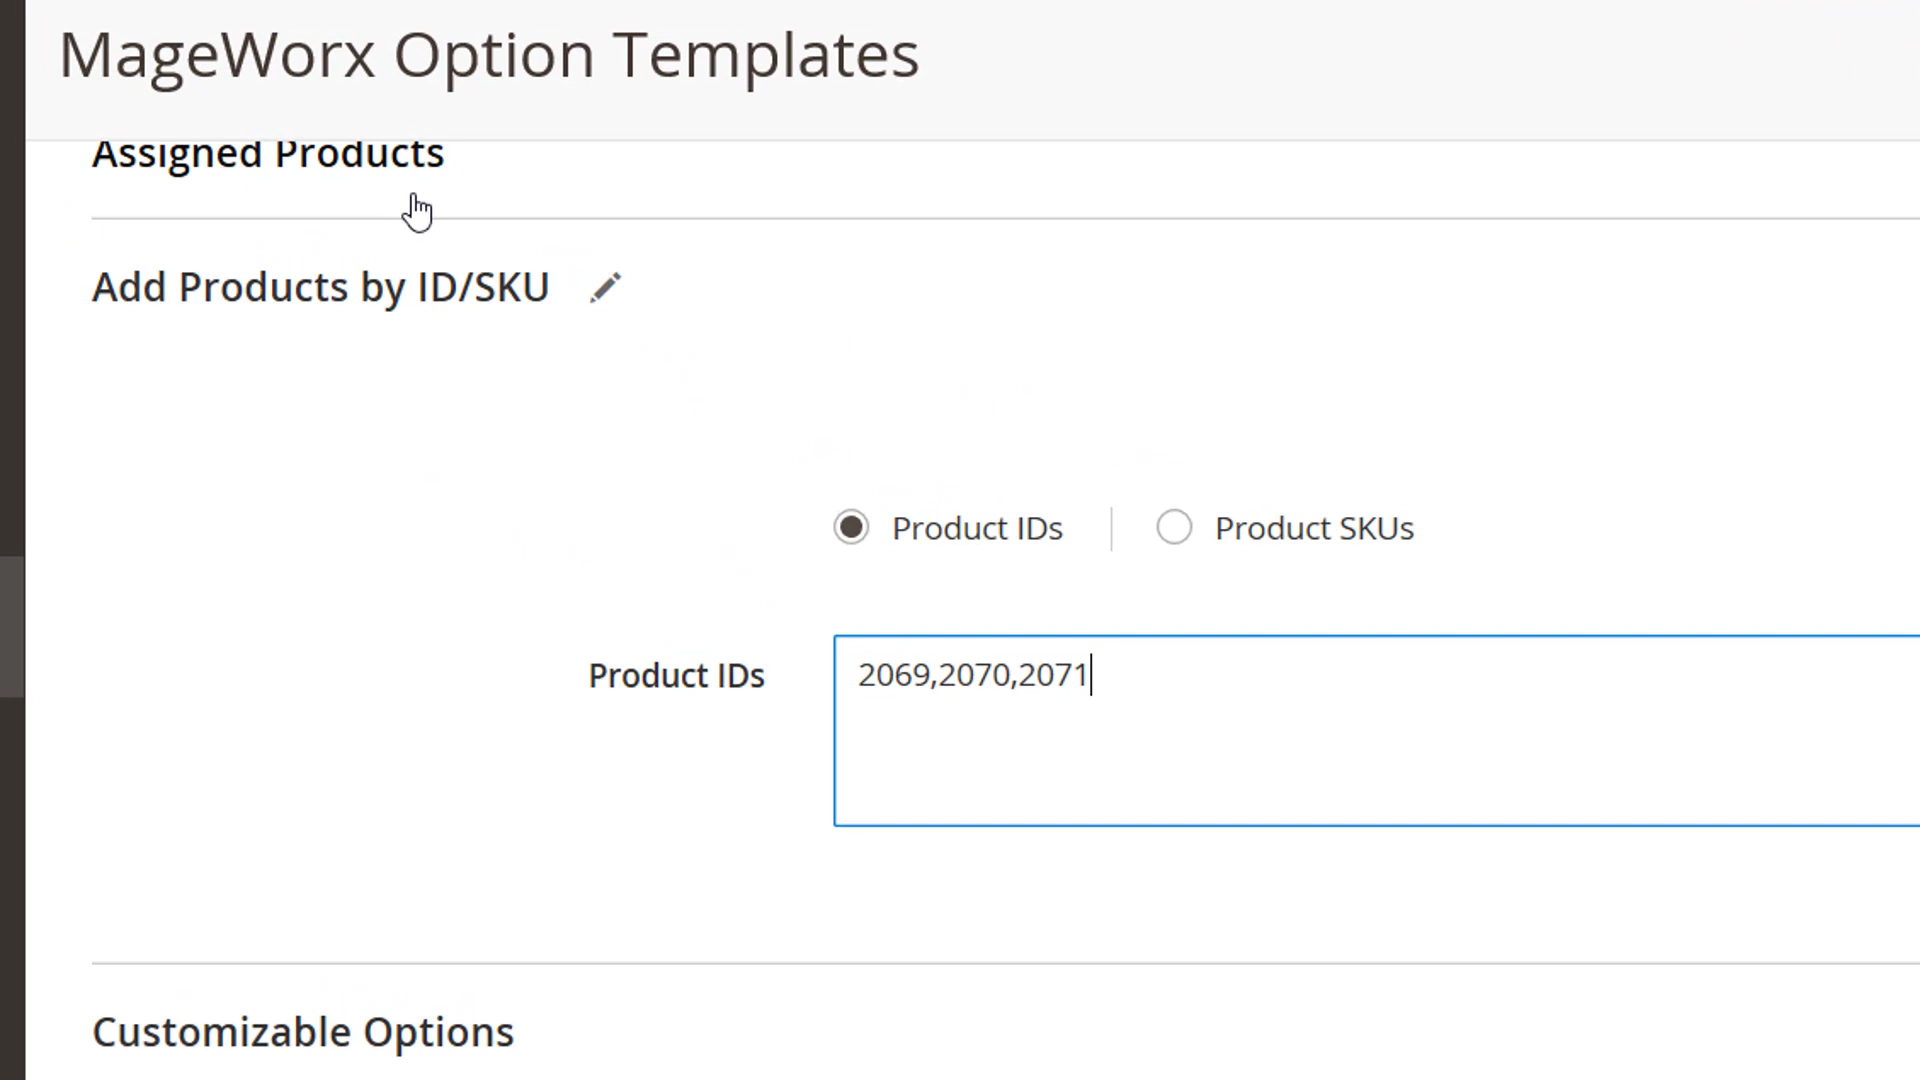 MageWorx Option Templates
Assigned Products
Add Products by ID/SKU
Product IDs
Product SKUs
Product IDs
2069,2070,2071
Customizable Options